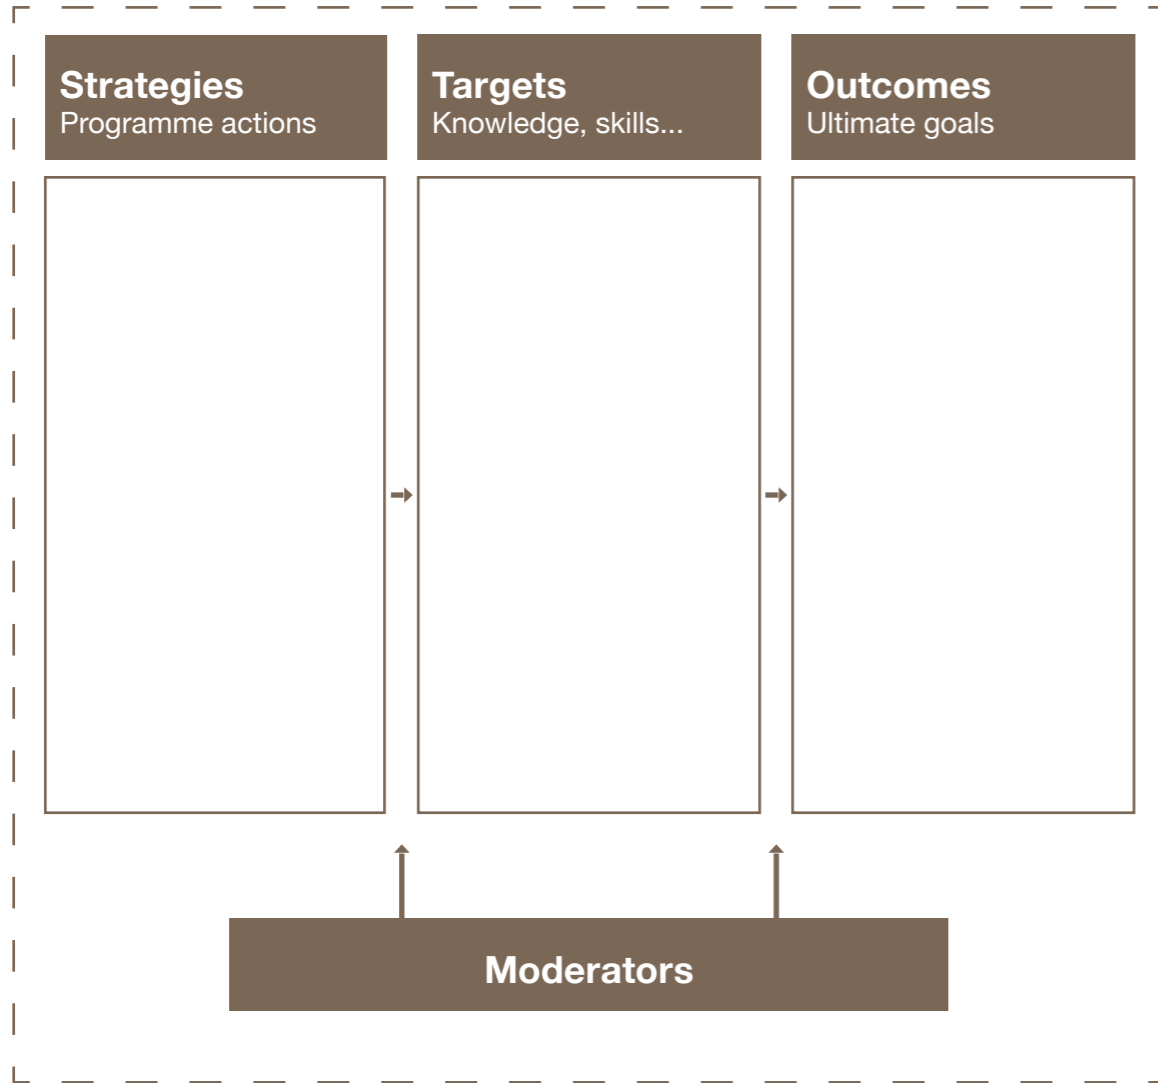 Strategies
Programme actions
Targets
Knowledge, skills...
Outcomes
Ultimate goals
Moderators